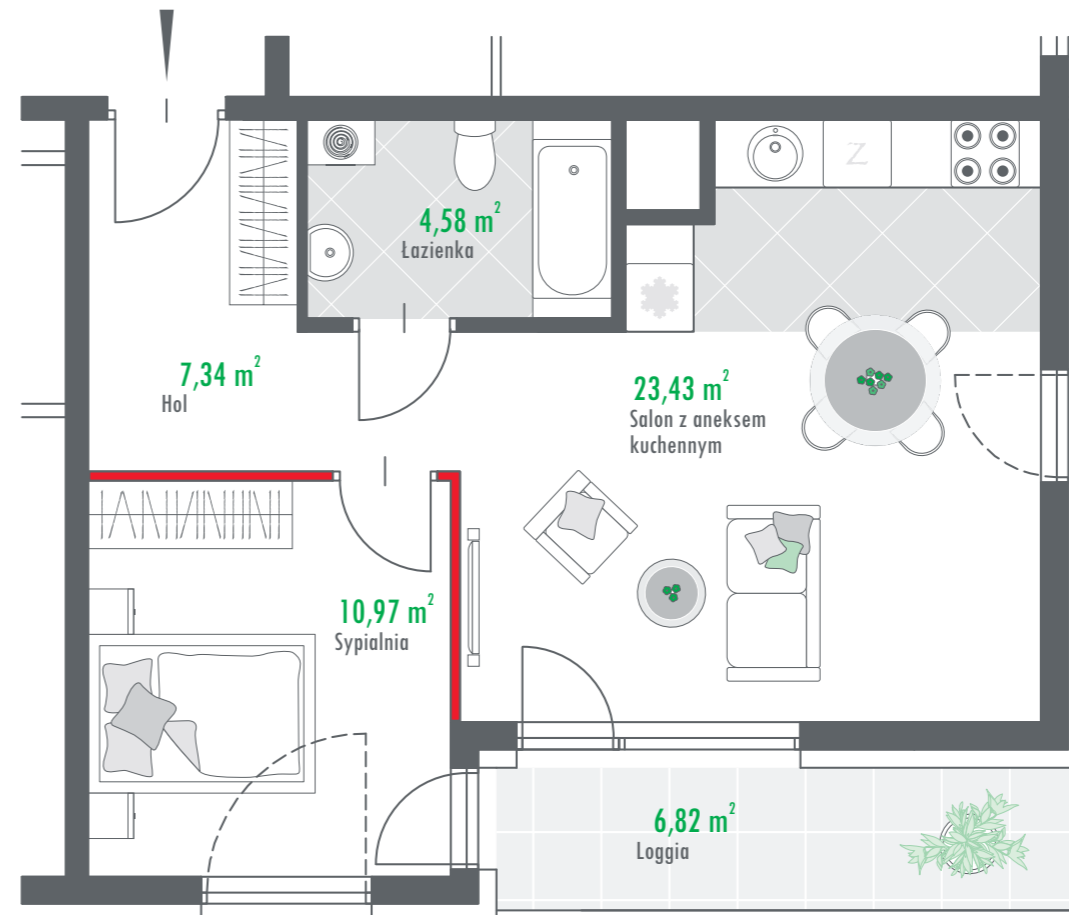 Z
4,58 m²
Łazienka
7,34 m²
Hol
23,43 m²
Salon z aneksem
kuchennym
10,97 m²
Sypialnia
6,82 m²
Loggia